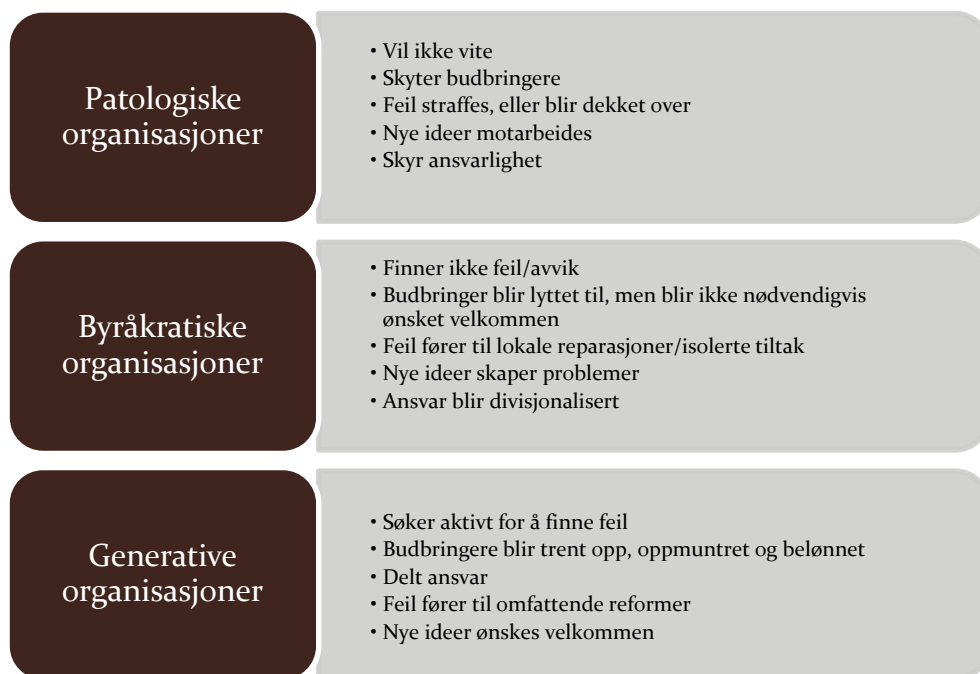 Patologiske
organisasjoner
• Vil ikke vite
• Skyter budbringere
• Feil straffes, eller blir dekket over
• Nye ideer motarbeides
• Skyr ansvarlighet
Byråkratiske
organisasjoner
• Finner ikke feil/avvik
• Budbringer blir lyttet til, men blir ikke nødvendigvis
ønsket velkommen
• Feil fører til lokale reparasjoner/isolerte tiltak
• Nye ideer skaper problemer
• Ansvar blir divisjonalisert
Generative
organisasjoner
• Søker aktivt for å finne feil
• Budbringere blir trent opp, oppmuntret og belønnet
• Delt ansvar
• Feil fører til omfattende reformer
• Nye ideer ønskes velkommen